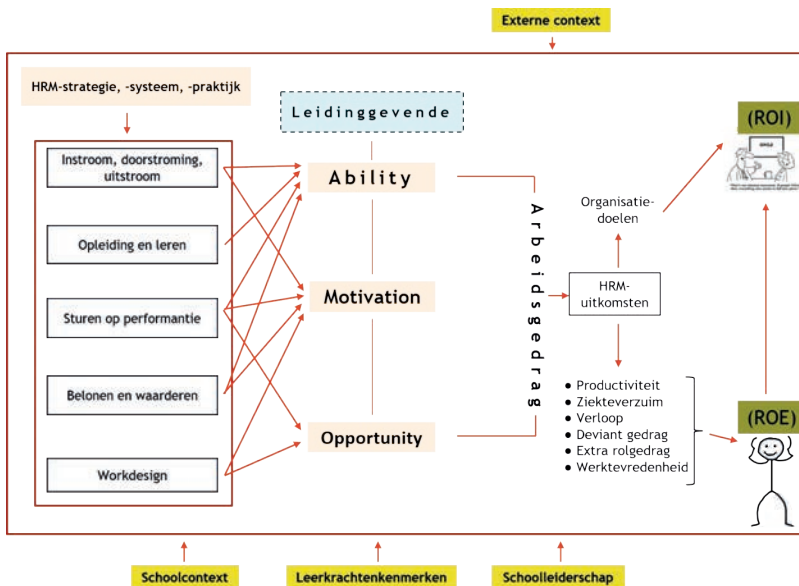 Externe context
HRM-strategie, -systeem, -praktijk
Leidinggevende
Instroom, doorstroming,
uitstroom
Opleiding en leren
Sturen op performantie
Belonen en waarderen
Workdesign
Ability
Motivation
Opportunity
Arbeidsgedrag
Organisatie-
doelen
HRM-
uitkomsten
• Productiviteit
• Ziekteverzuim
• Verloop
• Deviant gedrag
• Extra rolgedrag
• Werktevredenheid
(ROI)
(ROE)
Schoolcontext
Leerkrachtenkenmerken
Schoolleiderschap